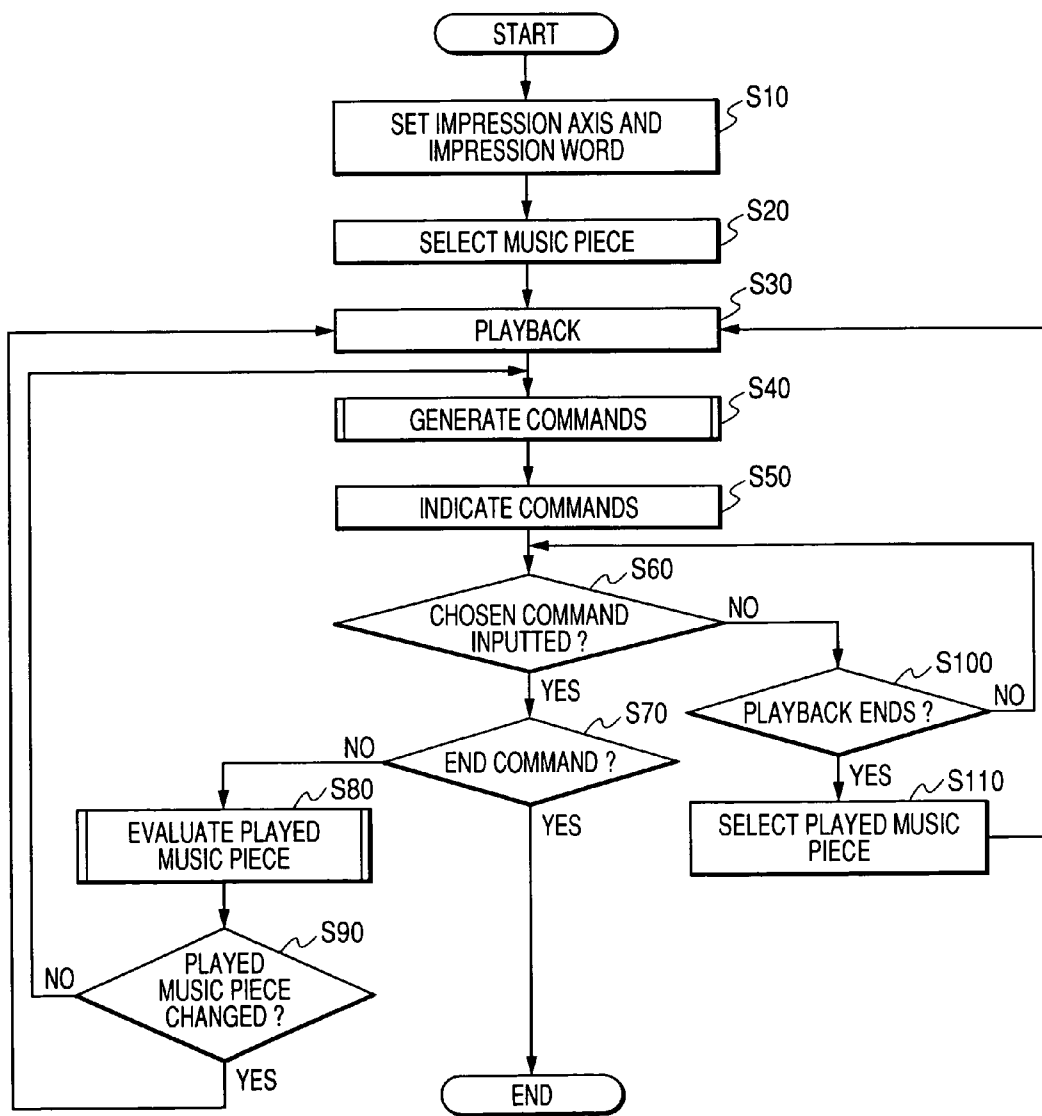 START
S10
SET IMPRESSION AXIS AND
IMPRESSION WORD
S20
SELECT MUSIC PIECE
S30
PLAYBACK
S40
GENERATE COMMANDS
S50
INDICATE COMMANDS
S60
CHOSEN COMMAND
INPUTTED ?
NO
YES
S100
PLAYBACK ENDS ?
NO
YES
S70
END COMMAND ?
NO
YES
S110
SELECT PLAYED MUSIC
PIECE
S80
EVALUATE PLAYED
MUSIC PIECE
S90
PLAYED
MUSIC PIECE
CHANGED ?
NO
YES
END